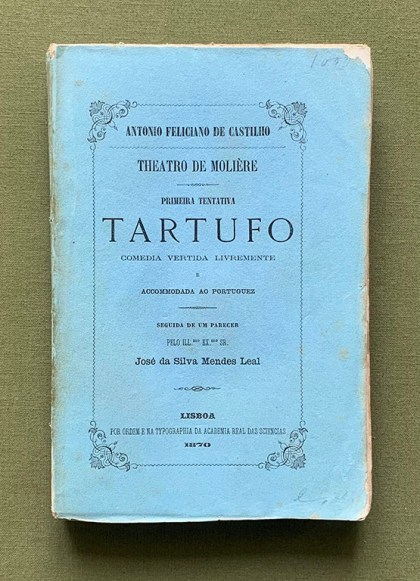 ANTONIO FELICIANO DE CASTILHO
THEATRO DE MOLIÈRE
PRIMEIRA TENTATIVA
TARTUFO
COMEDIA VERTIDA LIVREMENTE
E
ACCOMMODADA AO PORTUGUEZ
SEGUIDA DE UM PARECER
PELO ILL.MO EX.MO SR.
José da Silva Mendes Leal
LISBOA
POR ORDEM E NA TYPOGRAPHIA DA ACADEMIA REAL DAS SCIENCIAS
1870